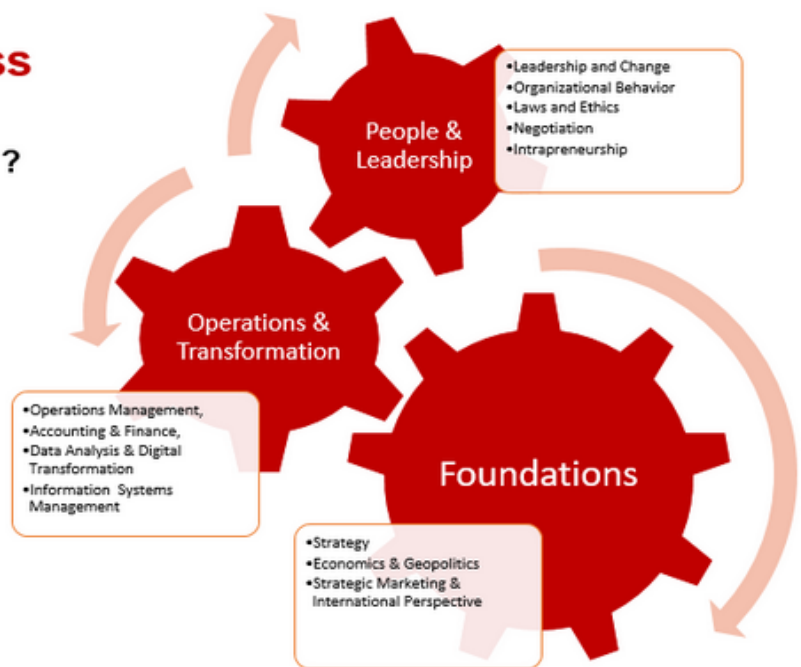 ss
?
People &
Leadership
•Leadership and Change
•Organizational Behavior
•Laws and Ethics
•Negotiation
•Intrapreneurship
Operations &
Transformation
•Operations Management,
•Accounting & Finance,
•Data Analysis & Digital
Transformation
•Information Systems
Management
Foundations
•Strategy
•Economics & Geopolitics
•Strategic Marketing &
International Perspective